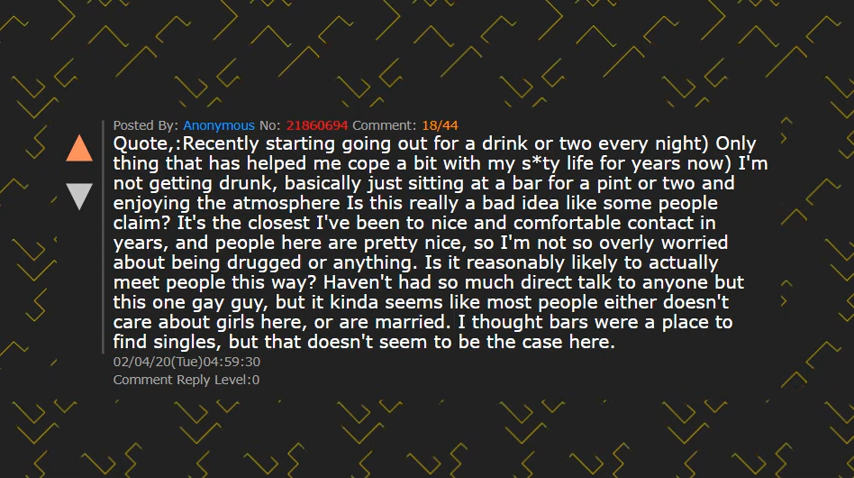 Posted By: Anonymous No: 21860694 Comment: 18/44
Quote,:Recently starting going out for a drink or two every night) Only
thing that has helped me cope a bit with my s*ty life for years now) I'm
not getting drunk, basically just sitting at a bar for a pint or two and
enjoying the atmosphere Is this really a bad idea like some people
claim? It's the closest I've been to nice and comfortable contact in
years, and people here are pretty nice, so I'm not so overly worried
about being drugged or anything. Is it reasonably likely to actually
meet people this way? Haven't had so much direct talk to anyone but
this one gay guy, but it kinda seems like most people either doesn't
care about girls here, or are married. I thought bars were a place to
find singles, but that doesn't seem to be the case here.
02/04/20(Tue)04:59:30
Comment Reply Level:0